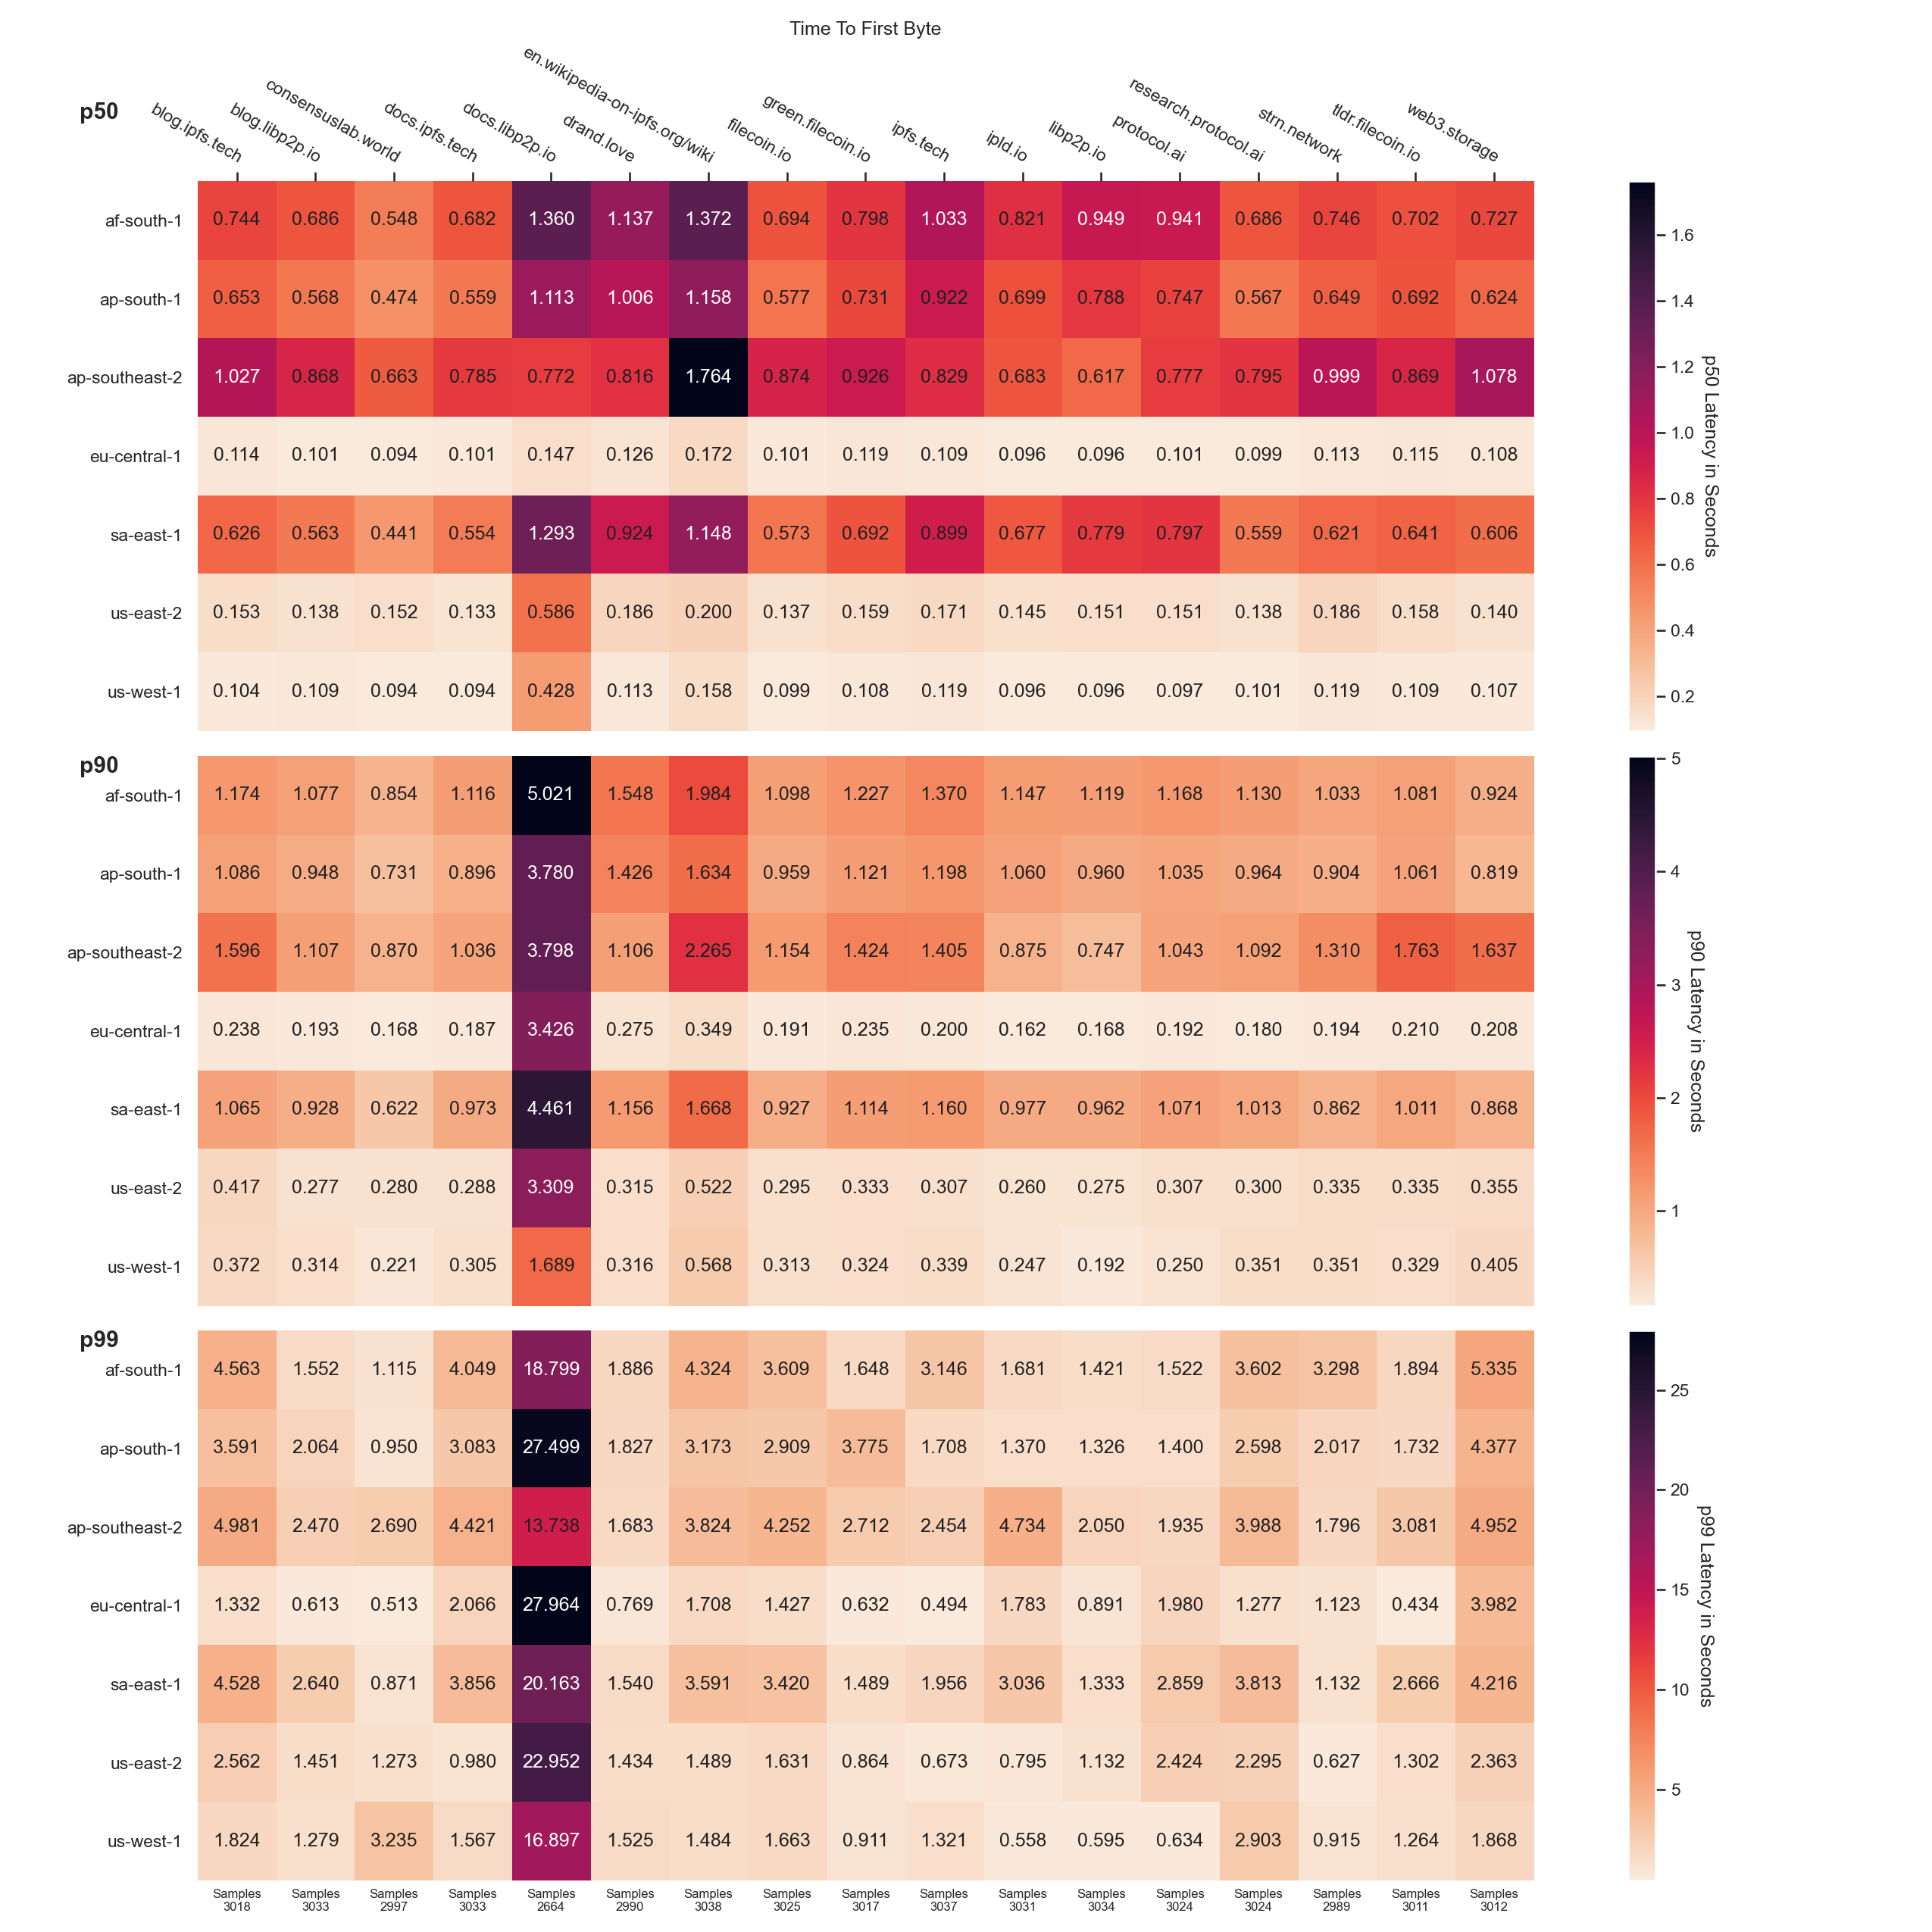 Time To First Byte
p50
blog.ipfs.tech
blog.libp2p.io
consensuslab.world
docs.ipfs.tech
docs.libp2p.io
drand.love
en.wikipedia-on-ipfs.org/wiki
filecoin.io
green.filecoin.io
ipfs.tech
ipld.io
libp2p.io
protocol.ai
research.protocol.ai
strn.network
tldr.filecoin.io
web3.storage
af-south-1 0.744 0.686 0.548 0.682 1.360 1.137 1.372 0.694 0.798 1.033 0.821 0.949 0.941 0.686 0.746 0.702 0.727
ap-south-1 0.653 0.568 0.474 0.559 1.113 1.006 1.158 0.577 0.731 0.922 0.699 0.788 0.747 0.567 0.649 0.692 0.624
ap-southeast-2 1.027 0.868 0.663 0.785 0.772 0.816 1.764 0.874 0.926 0.829 0.683 0.617 0.777 0.795 0.999 0.869 1.078
eu-central-1 0.114 0.101 0.094 0.101 0.147 0.126 0.172 0.101 0.119 0.109 0.096 0.096 0.101 0.099 0.113 0.115 0.108
sa-east-1 0.626 0.563 0.441 0.554 1.293 0.924 1.148 0.573 0.692 0.899 0.677 0.779 0.797 0.559 0.621 0.641 0.606
us-east-2 0.153 0.138 0.152 0.133 0.586 0.186 0.200 0.137 0.159 0.171 0.145 0.151 0.151 0.138 0.186 0.158 0.140
us-west-1 0.104 0.109 0.094 0.094 0.428 0.113 0.158 0.099 0.108 0.119 0.096 0.096 0.097 0.101 0.119 0.109 0.107
1.6
1.4
1.2
1.0
0.8
0.6
0.4
0.2
p50 Latency in Seconds
p90
af-south-1 1.174 1.077 0.854 1.116 5.021 1.548 1.984 1.098 1.227 1.370 1.147 1.119 1.168 1.130 1.033 1.081 0.924
ap-south-1 1.086 0.948 0.731 0.896 3.780 1.426 1.634 0.959 1.121 1.198 1.060 0.960 1.035 0.964 0.904 1.061 0.819
ap-southeast-2 1.596 1.107 0.870 1.036 3.798 1.106 2.265 1.154 1.424 1.405 0.875 0.747 1.043 1.092 1.310 1.763 1.637
eu-central-1 0.238 0.193 0.168 0.187 3.426 0.275 0.349 0.191 0.235 0.200 0.162 0.168 0.192 0.180 0.194 0.210 0.208
sa-east-1 1.065 0.928 0.622 0.973 4.461 1.156 1.668 0.927 1.114 1.160 0.977 0.962 1.071 1.013 0.862 1.011 0.868
us-east-2 0.417 0.277 0.280 0.288 3.309 0.315 0.522 0.295 0.333 0.307 0.260 0.275 0.307 0.300 0.335 0.335 0.355
us-west-1 0.372 0.314 0.221 0.305 1.689 0.316 0.568 0.313 0.324 0.339 0.247 0.192 0.250 0.351 0.351 0.329 0.405
5
4
3
2
1
p90 Latency in Seconds
p99
af-south-1 4.563 1.552 1.115 4.049 18.799 1.886 4.324 3.609 1.648 3.146 1.681 1.421 1.522 3.602 3.298 1.894 5.335
ap-south-1 3.591 2.064 0.950 3.083 27.499 1.827 3.173 2.909 3.775 1.708 1.370 1.326 1.400 2.598 2.017 1.732 4.377
ap-southeast-2 4.981 2.470 2.690 4.421 13.738 1.683 3.824 4.252 2.712 2.454 4.734 2.050 1.935 3.988 1.796 3.081 4.952
eu-central-1 1.332 0.613 0.513 2.066 27.964 0.769 1.708 1.427 0.632 0.494 1.783 0.891 1.980 1.277 1.123 0.434 3.982
sa-east-1 4.528 2.640 0.871 3.856 20.163 1.540 3.591 3.420 1.489 1.956 3.036 1.333 2.859 3.813 1.132 2.666 4.216
us-east-2 2.562 1.451 1.273 0.980 22.952 1.434 1.489 1.631 0.864 0.673 0.795 1.132 2.424 2.295 0.627 1.302 2.363
us-west-1 1.824 1.279 3.235 1.567 16.897 1.525 1.484 1.663 0.911 1.321 0.558 0.595 0.634 2.903 0.915 1.264 1.868
25
20
15
10
5
p99 Latency in Seconds
Samples Samples Samples Samples Samples Samples Samples Samples Samples Samples Samples Samples Samples Samples Samples Samples Samples
3018 3033 2997 3033 2664 2990 3038 3025 3017 3037 3031 3034 3024 3024 2989 3011 3012